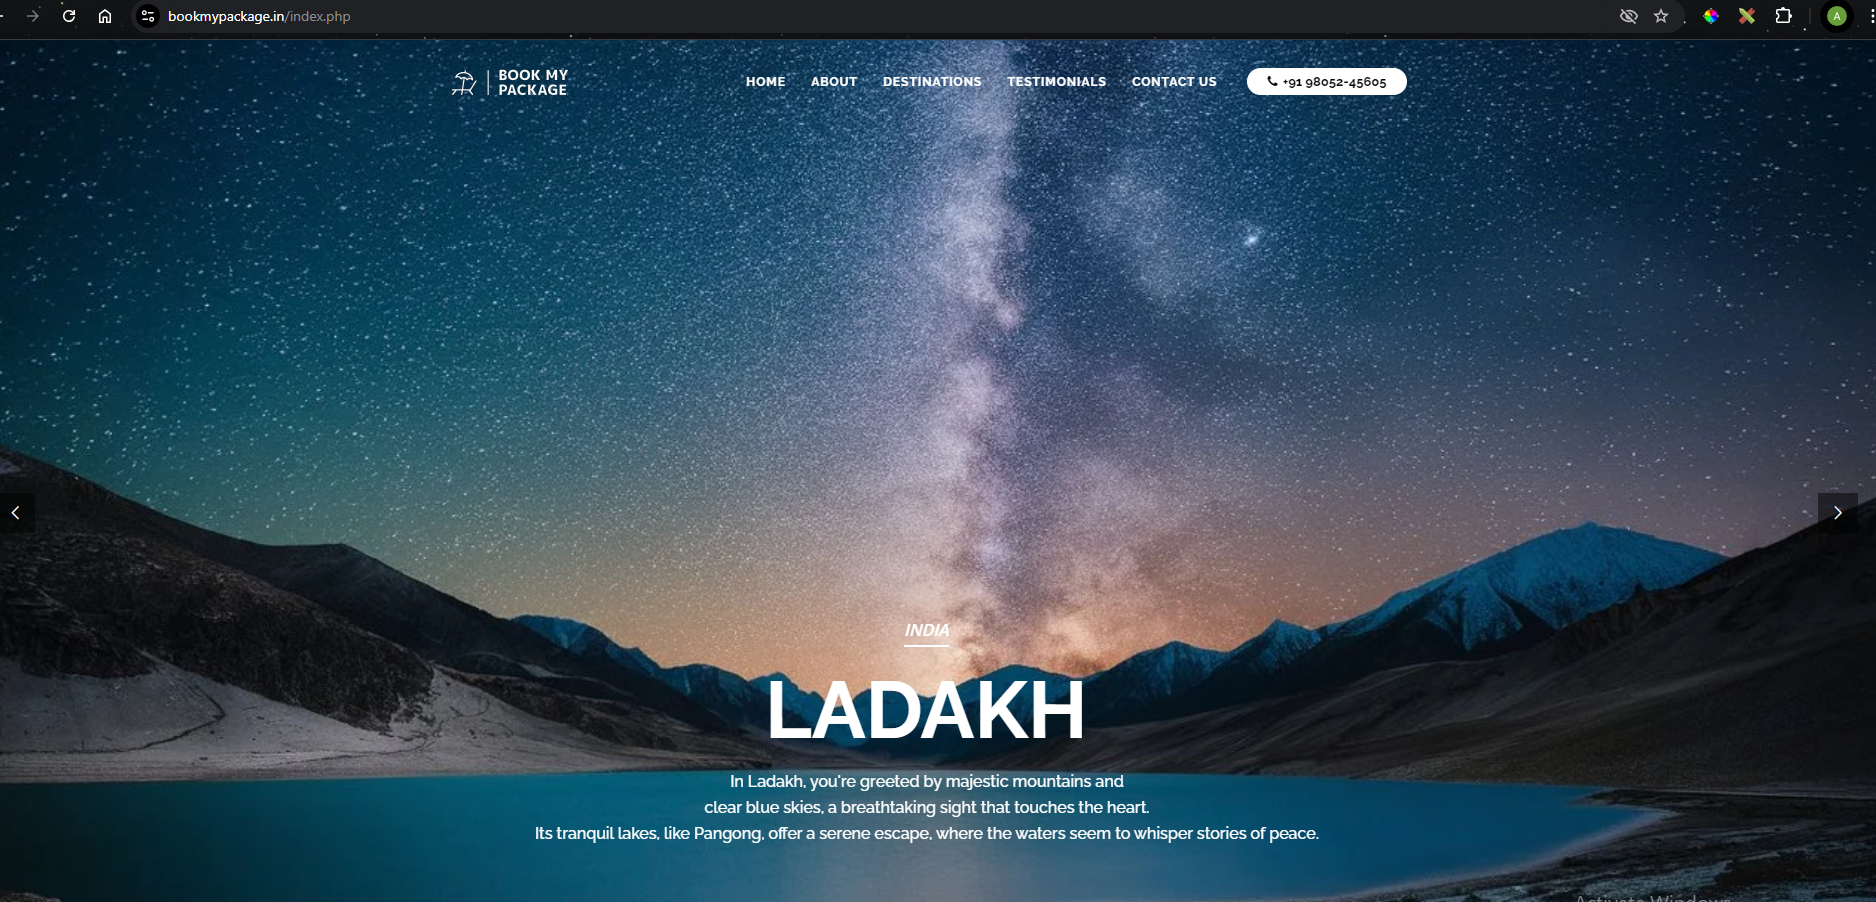 bookmypackage.in/index.php
A
BOOK MY
PACKAGE
HOME ABOUT DESTINATIONS TESTIMONIALS CONTACT US +91 98052-45605
INDIA
LADAKH
In Ladakh, you're greeted by majestic mountains and
clear blue skies, a breathtaking sight that touches the heart.
Its tranquil lakes, like Pangong, offer a serene escape, where the waters seem to whisper stories of peace.
Activate Windows